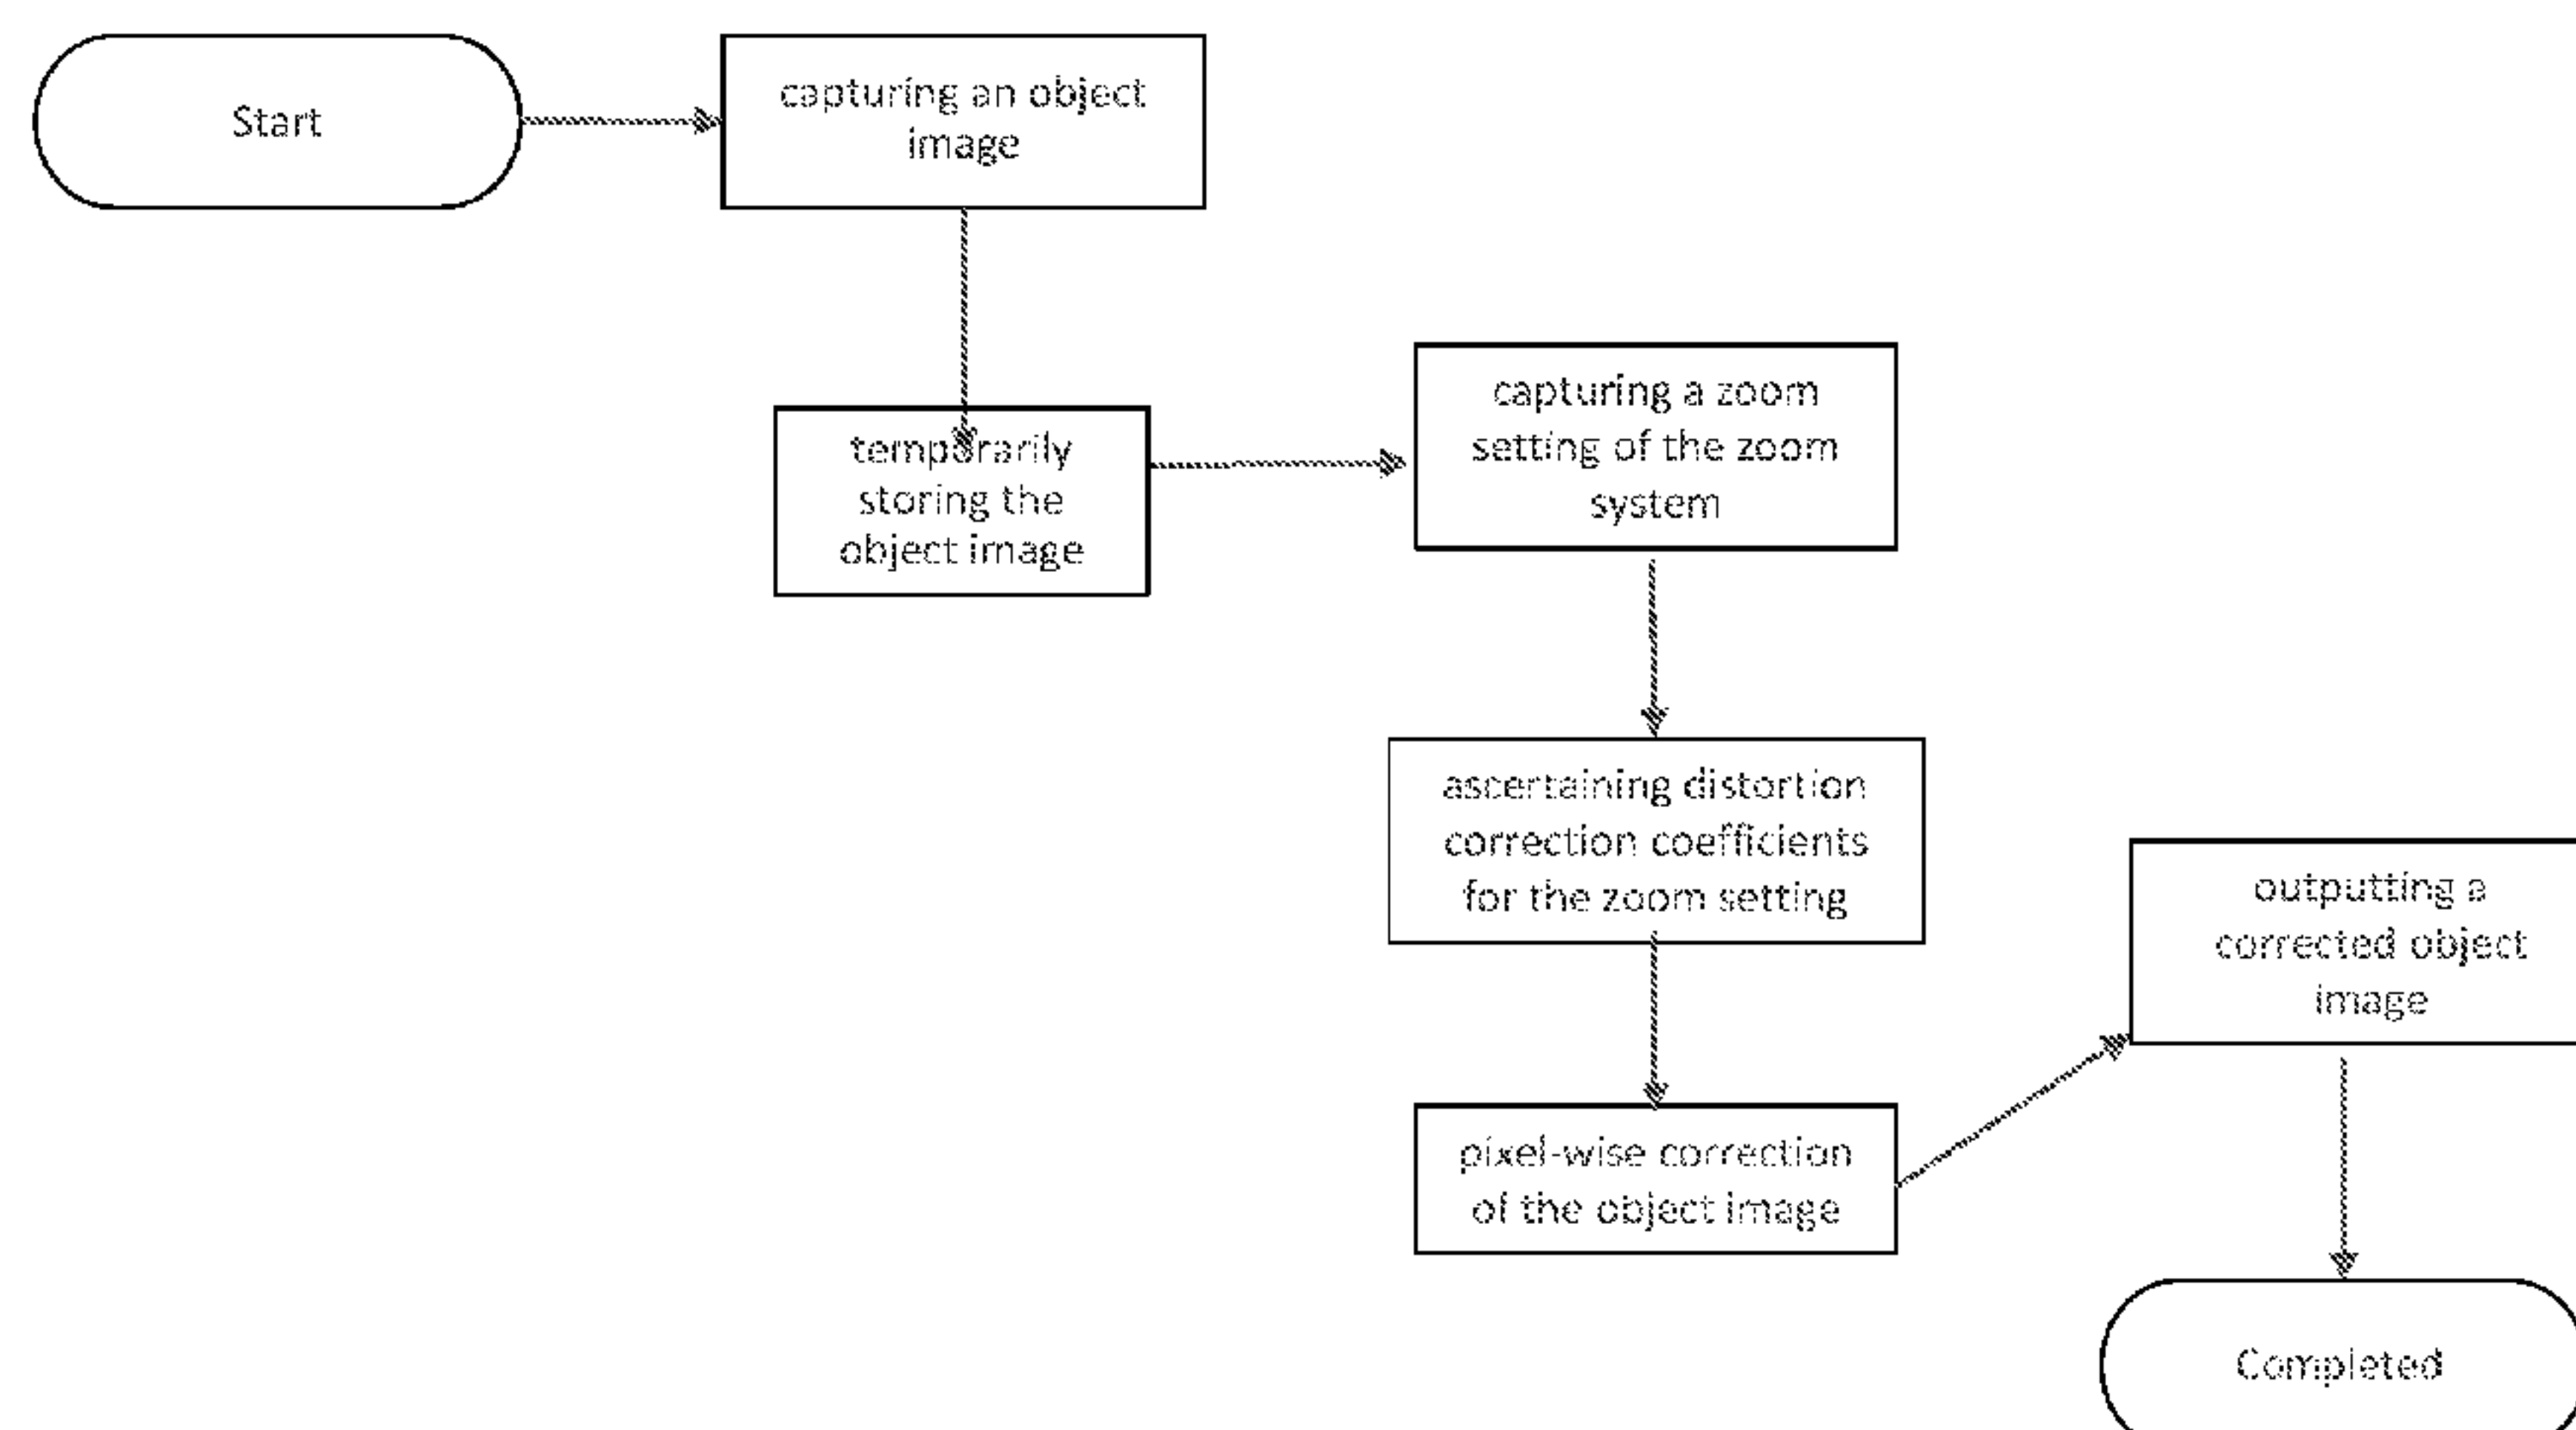 Start
capturing an object
image
temporarily
storing the
object image
capturing a zoom
setting of the zoom
system
ascertaining distortion
correction coefficients
for the zoom setting
pixel-wise correction
of the object image
outputting a
corrected object
image
Completed